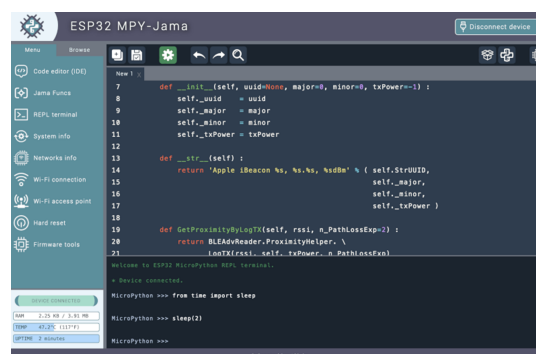 ESP32 MPY-Jama
Disconnect device
Menu
Browse
Code editor (IDE)
Jama Funcs
REPL terminal
System info
Networks info
Wi-Fi connection
Wi-Fi access point
Hard reset
Firmware tools
DEVICE CONNECTED
RAM 2.25 KB / 3.91 MB
TEMP 47.2°C (117°F)
UPTIME 2 minutes
New 1 x
7 def __init__(self, uuid=None, major=0, minor=0, txPower=-1) :
8 self._uuid = uuid
9 self._major = major
10 self._minor = minor
11 self._txPower = txPower
12
13 def __str__(self) :
14 return 'Apple iBeacon %s, %s.%s, %sdBm' % ( self.StrUUID,
15 self._major,
16 self._minor,
17 self._txPower )
18
19 def GetProximityByLogTX(self, rssi, n_PathLossExp=2) :
20 return BLEAdvReader.ProximityHelper. \
21 LogTX(rssi, self._txPower, n_PathLossExp)
Welcome to ESP32 MicroPython REPL terminal.
* Device connected.
MicroPython >>> from time import sleep
MicroPython >>> sleep(2)
MicroPython >>>